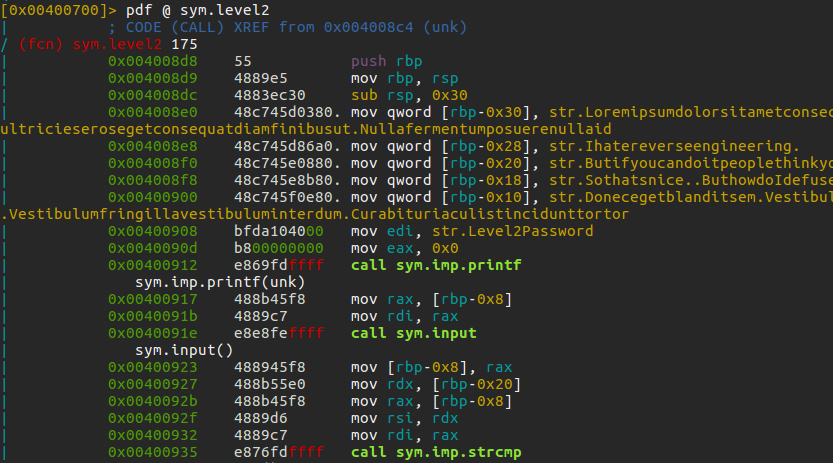 [0x00400700]> pdf @ sym.level2
|           ; CODE (CALL) XREF from 0x004008c4 (unk)
/ (fcn) sym.level2 175
|           0x004008d8    55             push rbp
|           0x004008d9    4889e5         mov rbp, rsp
|           0x004008dc    4883ec30       sub rsp, 0x30
|           0x004008e0    48c745d0380. mov qword [rbp-0x30], str.Loremipsumdolorsitametconsec
ultricieserosegetconsequatdiamfinibusut.Nullafermentumposuerenullaid
|           0x004008e8    48c745d86a0. mov qword [rbp-0x28], str.Ihatereverseengineering.
|           0x004008f0    48c745e0880. mov qword [rbp-0x20], str.Butifyoucandoitpeoplethinkyo
|           0x004008f8    48c745e8b80. mov qword [rbp-0x18], str.Sothatsnice..ButhowdoIdefuse
|           0x00400900    48c745f0e80. mov qword [rbp-0x10], str.Donecegetblanditsem.Vestibul
.Vestibulumfringillavestibuluminterdum.Curabituriaculistinciduntortor
|           0x00400908    bfda104000     mov edi, str.Level2Password
|           0x0040090d    b800000000     mov eax, 0x0
|           0x00400912    e869fdffff     call sym.imp.printf
|              sym.imp.printf(unk)
|           0x00400917    488b45f8       mov rax, [rbp-0x8]
|           0x0040091b    4889c7         mov rdi, rax
|           0x0040091e    e8e8feffff     call sym.input
|              sym.input()
|           0x00400923    488945f8       mov [rbp-0x8], rax
|           0x00400927    488b55e0       mov rdx, [rbp-0x20]
|           0x0040092b    488b45f8       mov rax, [rbp-0x8]
|           0x0040092f    4889d6         mov rsi, rdx
|           0x00400932    4889c7         mov rdi, rax
|           0x00400935    e876fdffff     call sym.imp.strcmp